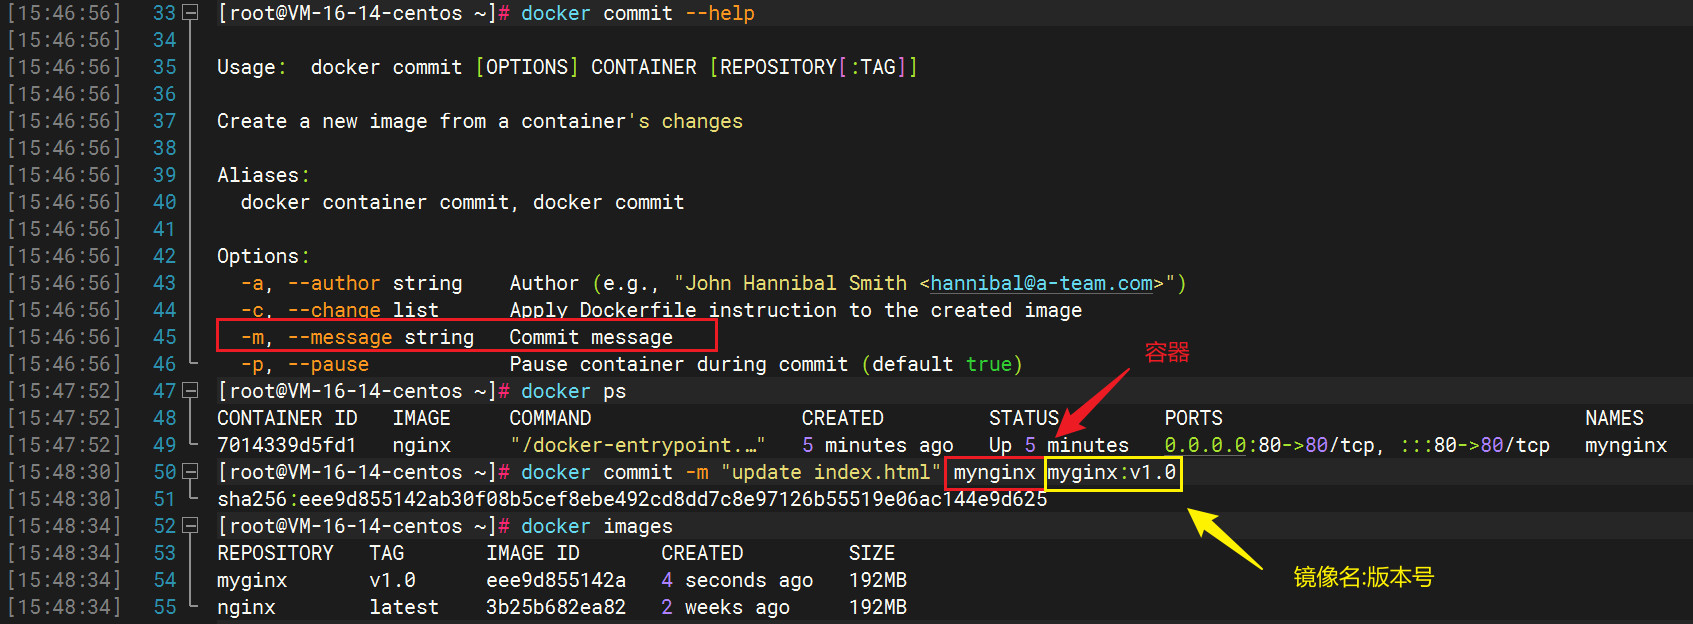 [15:46:56] 33 [root@VM-16-14-centos ~]# docker commit --help
[15:46:56] 34
[15:46:56] 35 Usage:  docker commit [OPTIONS] CONTAINER [REPOSITORY[:TAG]]
[15:46:56] 36
[15:46:56] 37 Create a new image from a container's changes
[15:46:56] 38
[15:46:56] 39 Aliases:
[15:46:56] 40   docker container commit, docker commit
[15:46:56] 41
[15:46:56] 42 Options:
[15:46:56] 43   -a, --author string    Author (e.g., "John Hannibal Smith <hannibal@a-team.com>")
[15:46:56] 44   -c, --change list      Apply Dockerfile instruction to the created image
[15:46:56] 45   -m, --message string   Commit message
[15:46:56] 46   -p, --pause            Pause container during commit (default true)
容器
[15:47:52] 47 [root@VM-16-14-centos ~]# docker ps
[15:47:52] 48 CONTAINER ID   IMAGE     COMMAND                  CREATED         STATUS         PORTS                               NAMES
[15:47:52] 49 7014339d5fd1   nginx     "/docker-entrypoint.…"   5 minutes ago   Up 5 minutes   0.0.0.0:80->80/tcp, :::80->80/tcp   mynginx
[15:48:30] 50 [root@VM-16-14-centos ~]# docker commit -m "update index.html" mynginx myginx:v1.0
[15:48:30] 51 sha256:eee9d855142ab30f08b5cef8ebe492cd8dd7c8e97126b55519e06ac144e9d625
[15:48:34] 52 [root@VM-16-14-centos ~]# docker images
[15:48:34] 53 REPOSITORY   TAG       IMAGE ID       CREATED         SIZE
[15:48:34] 54 myginx       v1.0      eee9d855142a   4 seconds ago   192MB
镜像名:版本号
[15:48:34] 55 nginx        latest    3b25b682ea82   2 weeks ago     192MB